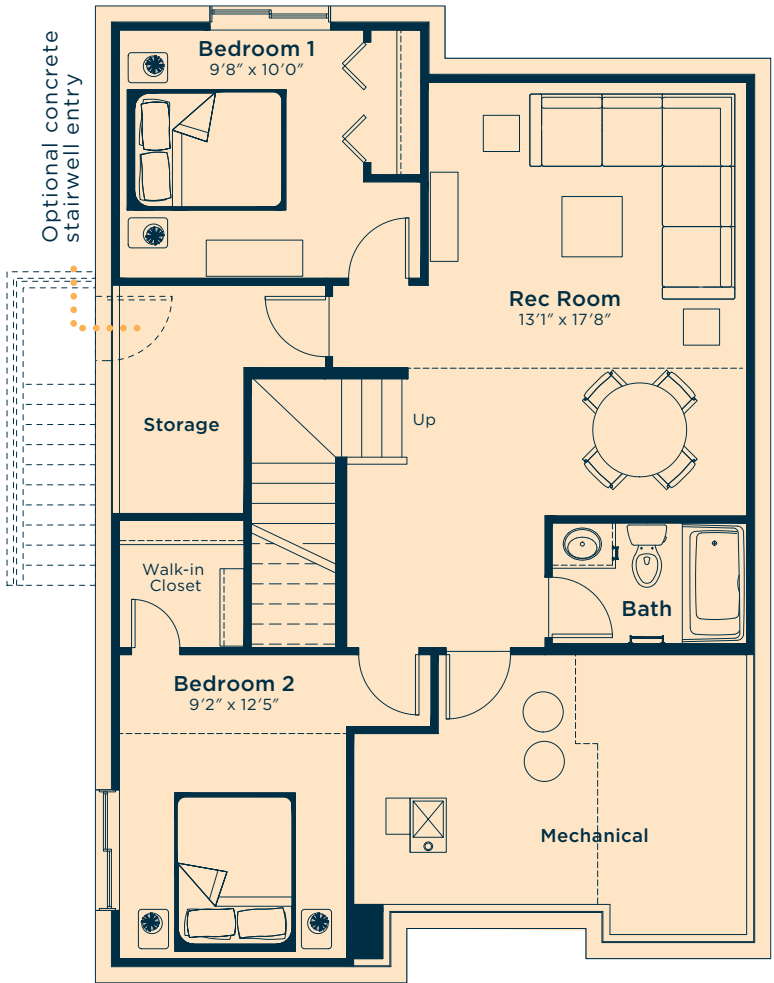 Optional concrete
stairwell entry
Bedroom 1
9′8″ x 10′0″
Rec Room
13′1″ x 17′8″
Storage
Up
Walk-in
Closet
Bath
Bedroom 2
9′2″ x 12′5″
Mechanical